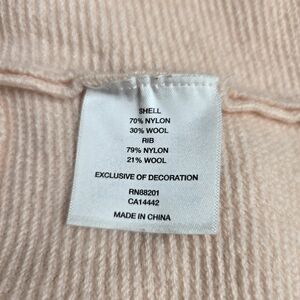 SHELL
70% NYLON
30% WOOL
RIB
79% NYLON
21% WOOL
EXCLUSIVE OF DECORATION
RN88201
CA14442
MADE IN CHINA